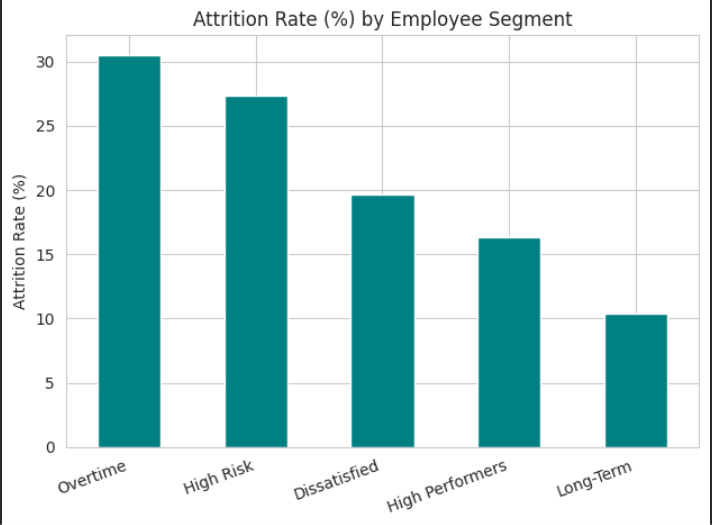 Attrition Rate (%) by Employee Segment
Attrition Rate (%)
30
25
20
15
10
5
0
Overtime
High Risk
Dissatisfied
High Performers
Long-Term